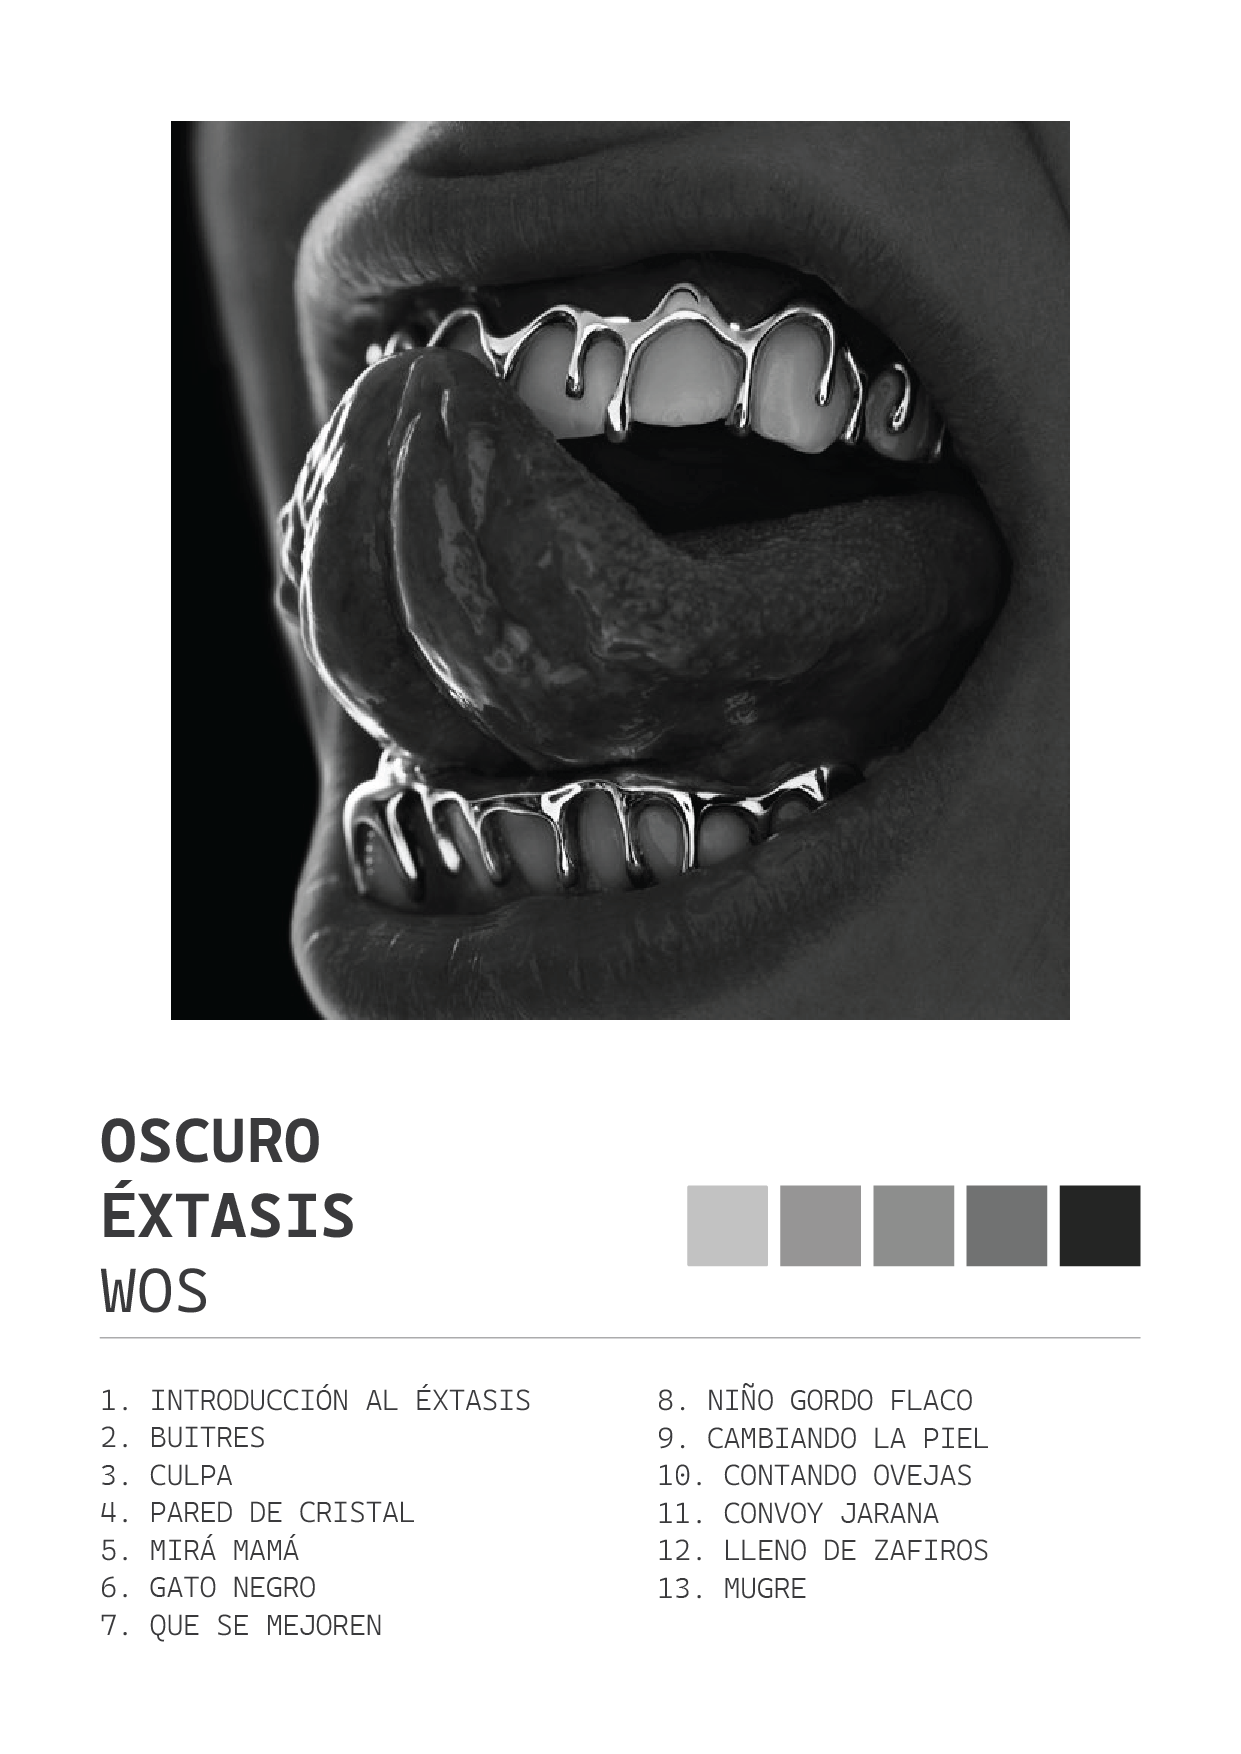 OSCURO
ÉXTASIS
WOS
1. INTRODUCCIÓN AL ÉXTASIS
2. BUITRES
3. CULPA
4. PARED DE CRISTAL
5. MIRÁ MAMÁ
6. GATO NEGRO
7. QUE SE MEJOREN
8. NIÑO GORDO FLACO
9. CAMBIANDO LA PIEL
10. CONTANDO OVEJAS
11. CONVOY JARANA
12. LLENO DE ZAFIROS
13. MUGRE